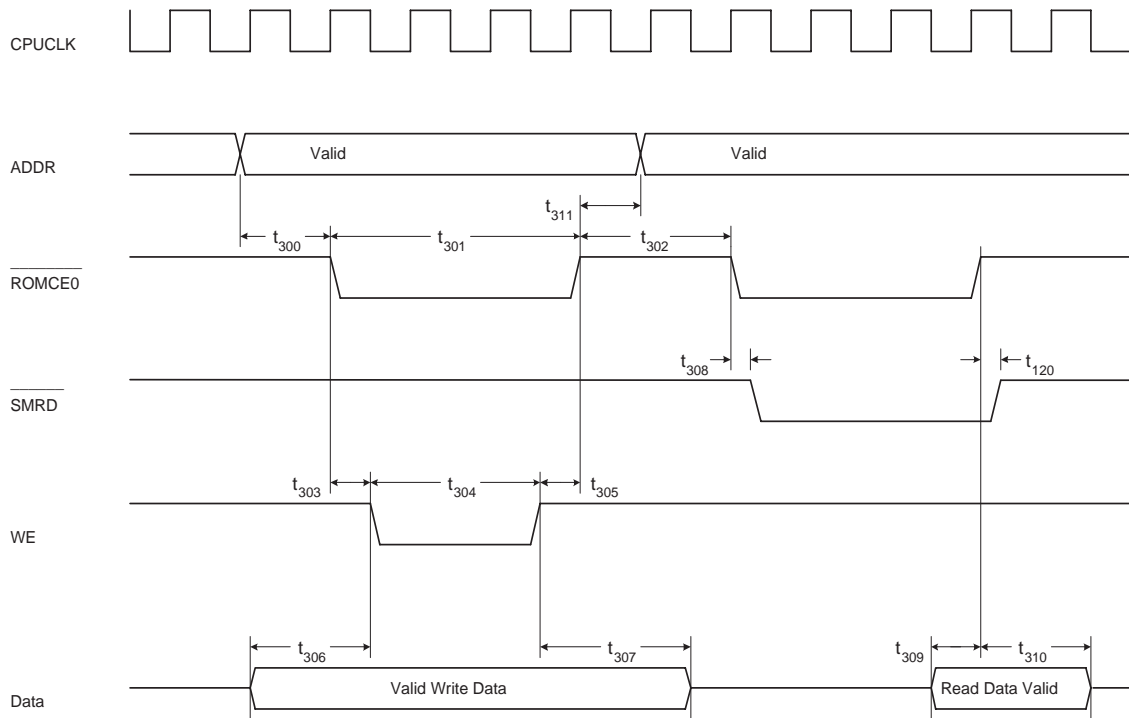 CPUCLK
ADDR
Valid
Valid
t311
t300
t301
t302
ROMCE0
t308
t120
SMRD
t303
t304
t305
WE
t306
t307
t309
t310
Data
Valid Write Data
Read Data Valid